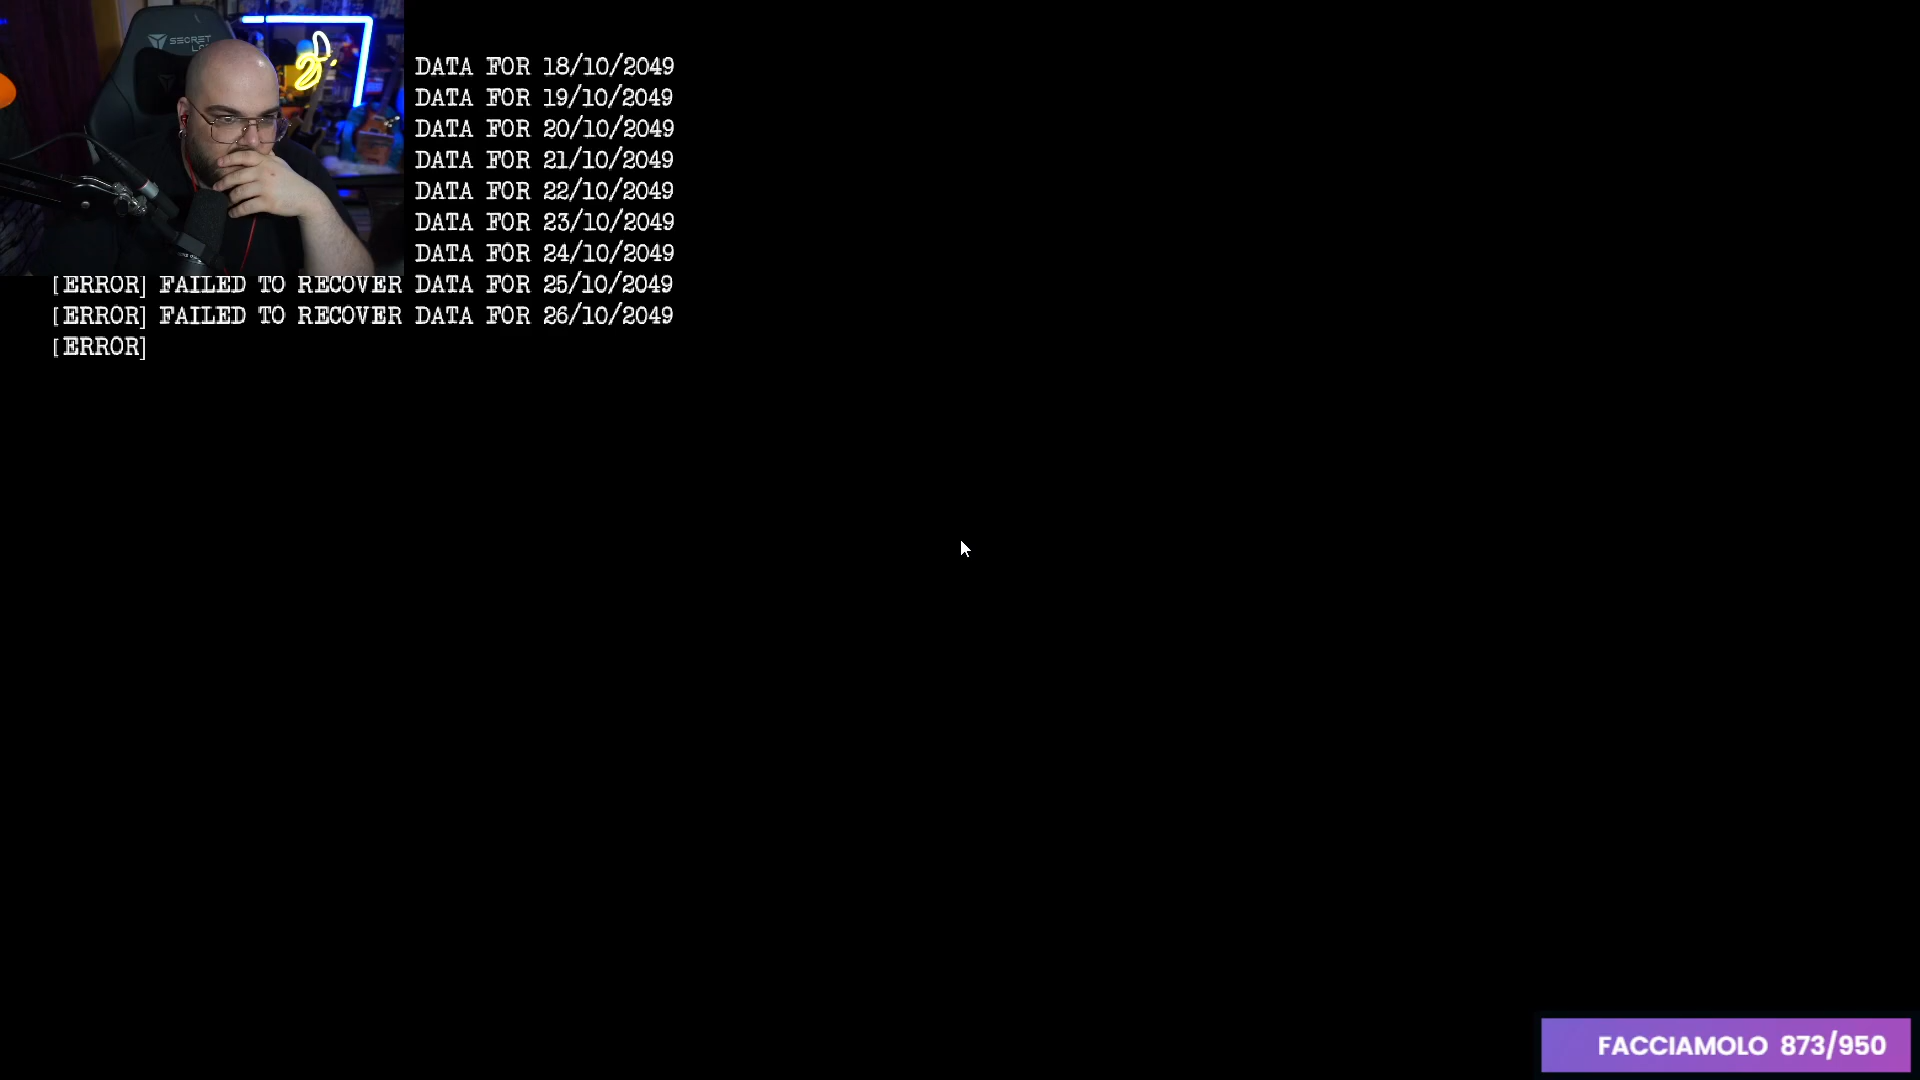 SECRET
DATA FOR 18/10/2049
DATA FOR 19/10/2049
DATA FOR 20/10/2049
DATA FOR 21/10/2049
DATA FOR 22/10/2049
DATA FOR 23/10/2049
DATA FOR 24/10/2049
[ERROR] FAILED TO RECOVER DATA FOR 25/10/2049
[ERROR] FAILED TO RECOVER DATA FOR 26/10/2049
[ERROR]
FACCIAMOLO 873/950